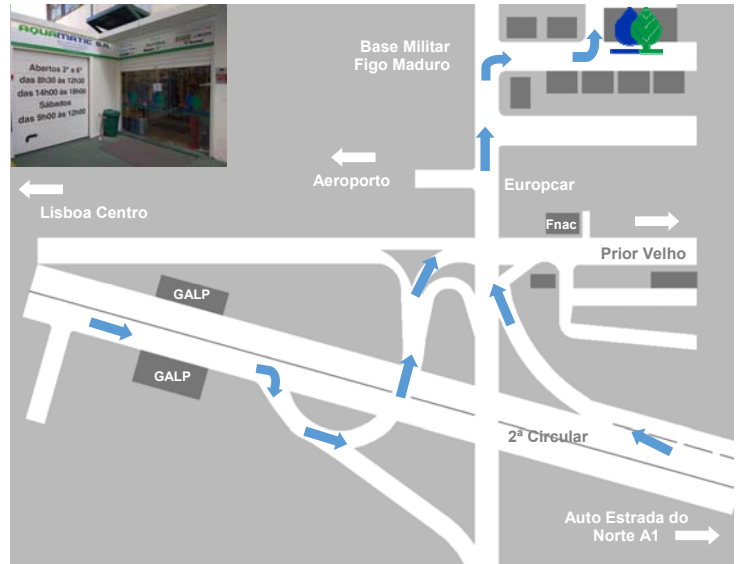 AQUAMATIC S.A.
Abertos 2ª a 6ª
das 8h30 às 12h30
das 14h00 às 18h00
Sábados
das 9h00 às 12h00
Base Militar
Figo Maduro
Aeroporto
Europcar
Lisboa Centro
Fnac
Prior Velho
GALP
GALP
2ª Circular
Auto Estrada do
Norte A1